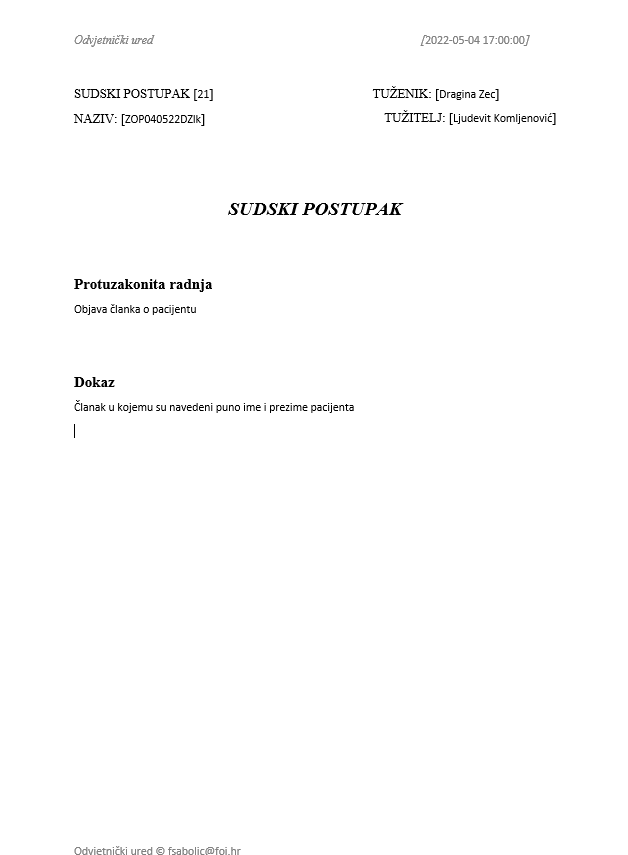 Odvjetnički ured [2022-05-04 17:00:00]
SUDSKI POSTUPAK [21] TUŽENIK: [Dragina Zec]
NAZIV: [ZOP040522DZlk] TUŽITELJ: [Ljudevit Komljenović]
SUDSKI POSTUPAK
Protuzakonita radnja
Objava članka o pacijentu
Dokaz
Članak u kojemu su navedeni puno ime i prezime pacijenta
Odvjetnički ured © fsabolic@foi.hr